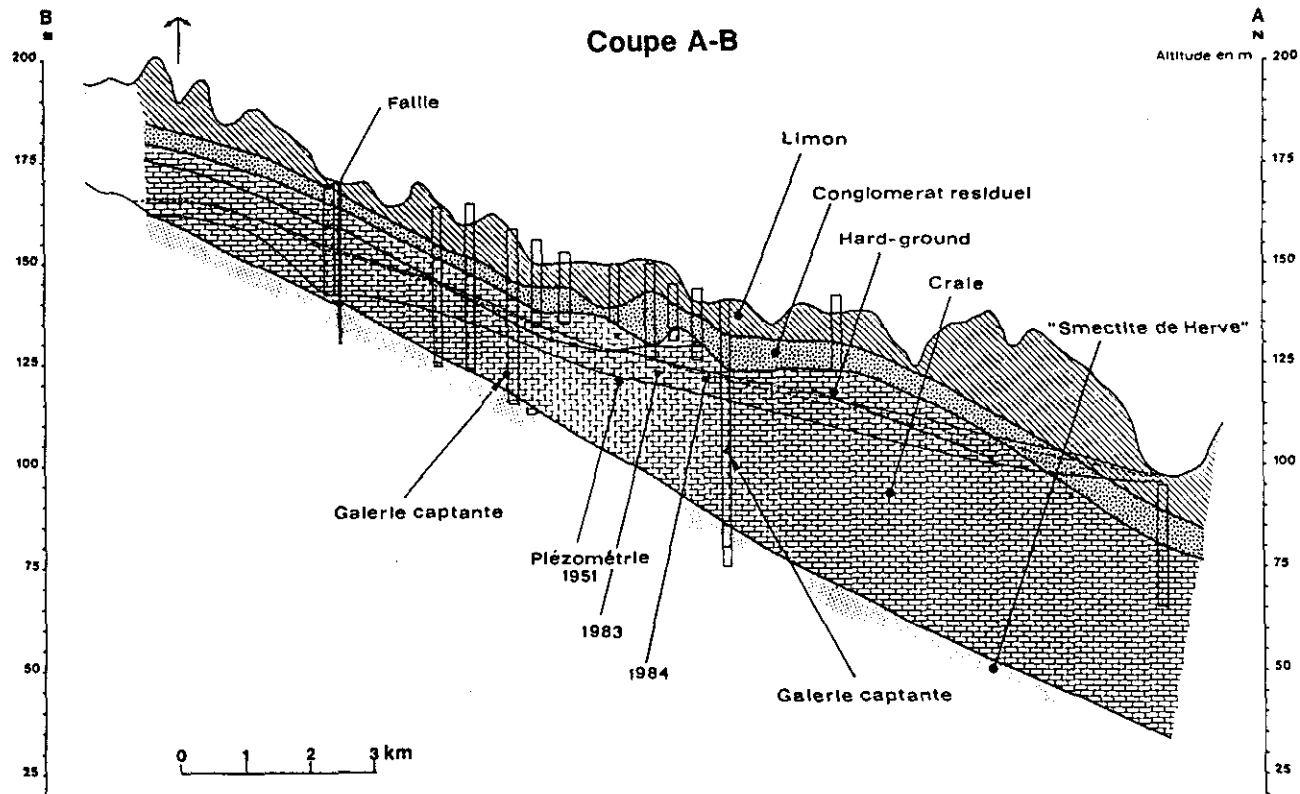 B
A
N
Coupe A-B
Altitude en m
200
200
Faille
Limon
175
175
Conglomerat residuel
Hard-ground
150
150
Craie
"Smectite de Herve"
125
125
100
100
Galerie captante
Galerie captante
Piézométrie
1951
75
75
1983
1984
50
50
0 1 2 3 km
25
25